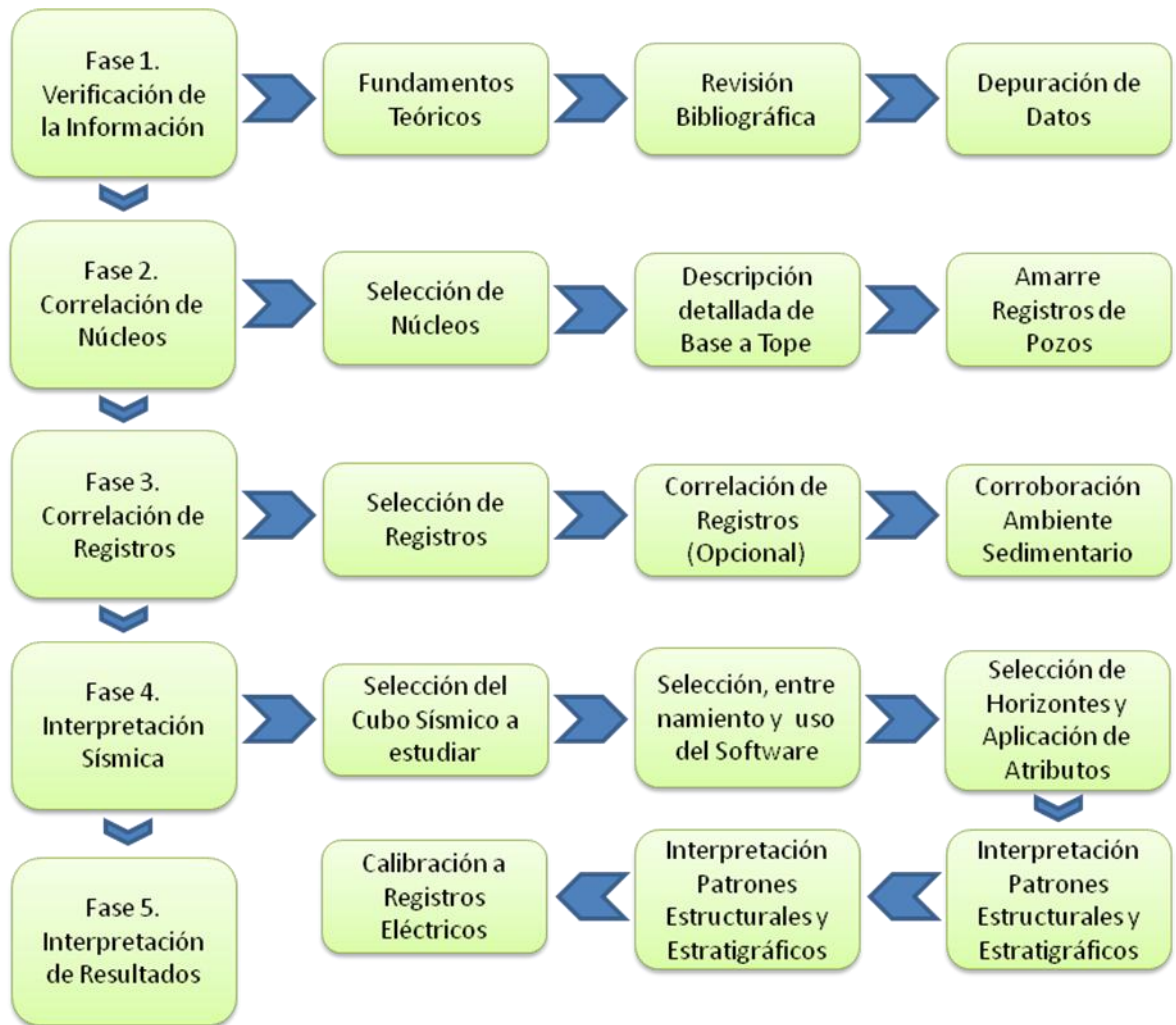 Fase 1.
Verificación de
la Información
Fundamentos
Teóricos
Revisión
Bibliográfica
Depuración de
Datos
Fase 2.
Correlación de
Núcleos
Selección de
Núcleos
Descripción
detallada de
Base a Tope
Amarre
Registros de
Pozos
Fase 3.
Correlación de
Registros
Selección de
Registros
Correlación de
Registros
(Opcional)
Corroboración
Ambiente
Sedimentario
Fase 4.
Interpretación
Sísmica
Selección del
Cubo Sísmico a
estudiar
Selección, entre
namiento y uso
del Software
Selección de
Horizontes y
Aplicación de
Atributos
Interpretación
Patrones
Estructurales y
Estratigráficos
Interpretación
Patrones
Estructurales y
Estratigráficos
Calibración a
Registros
Eléctricos
Fase 5.
Interpretación
de Resultados